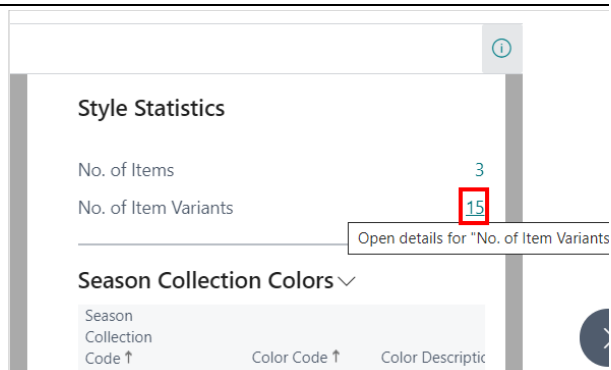 Style Statistics
No. of Items 3
No. of Item Variants 15
Open details for "No. of Item Variants
Season Collection Colors
Season
Collection
Code ↑ Color Code ↑ Color Descriptic